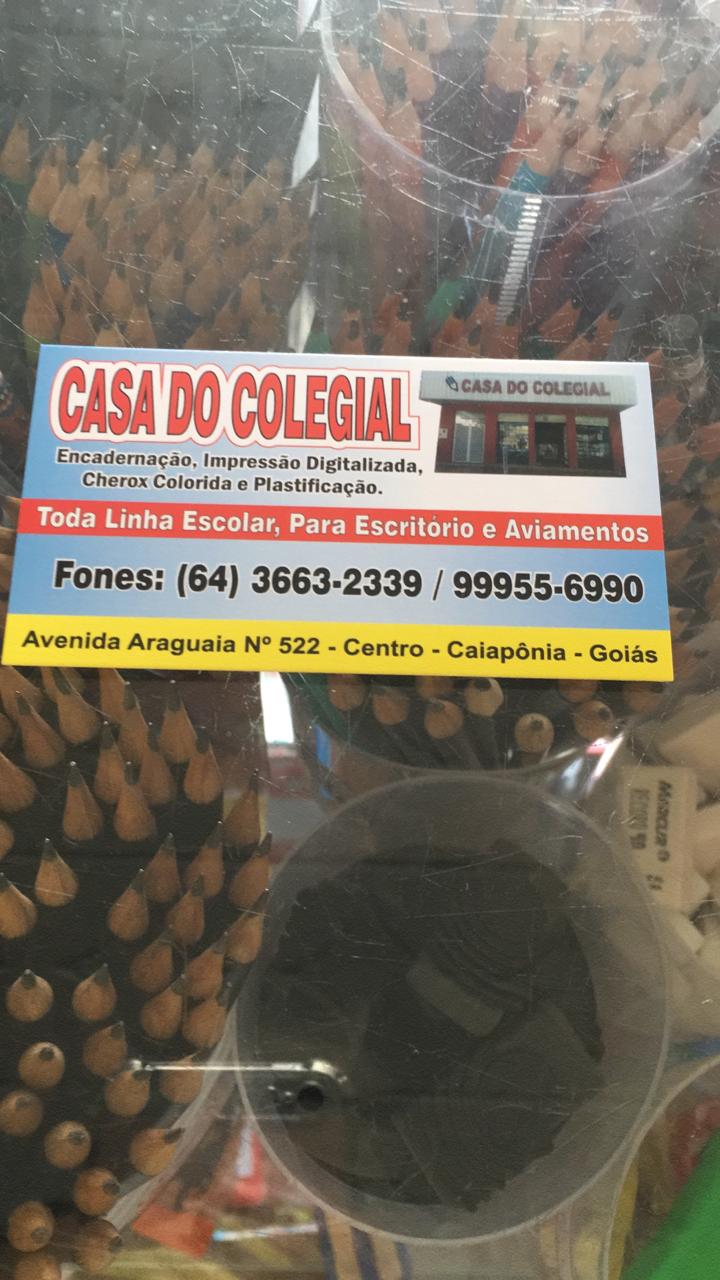 CASA DO COLEGIAL
CASA DO COLEGIAL
Encadernação, Impressão Digitalizada,
Cherox Colorida e Plastificação.
Toda Linha Escolar, Para Escritório e Aviamentos
Fones: (64) 3663-2339 / 99955-6990
Avenida Araguaia Nº 522 - Centro - Caiapônia - Goiás
Mercur